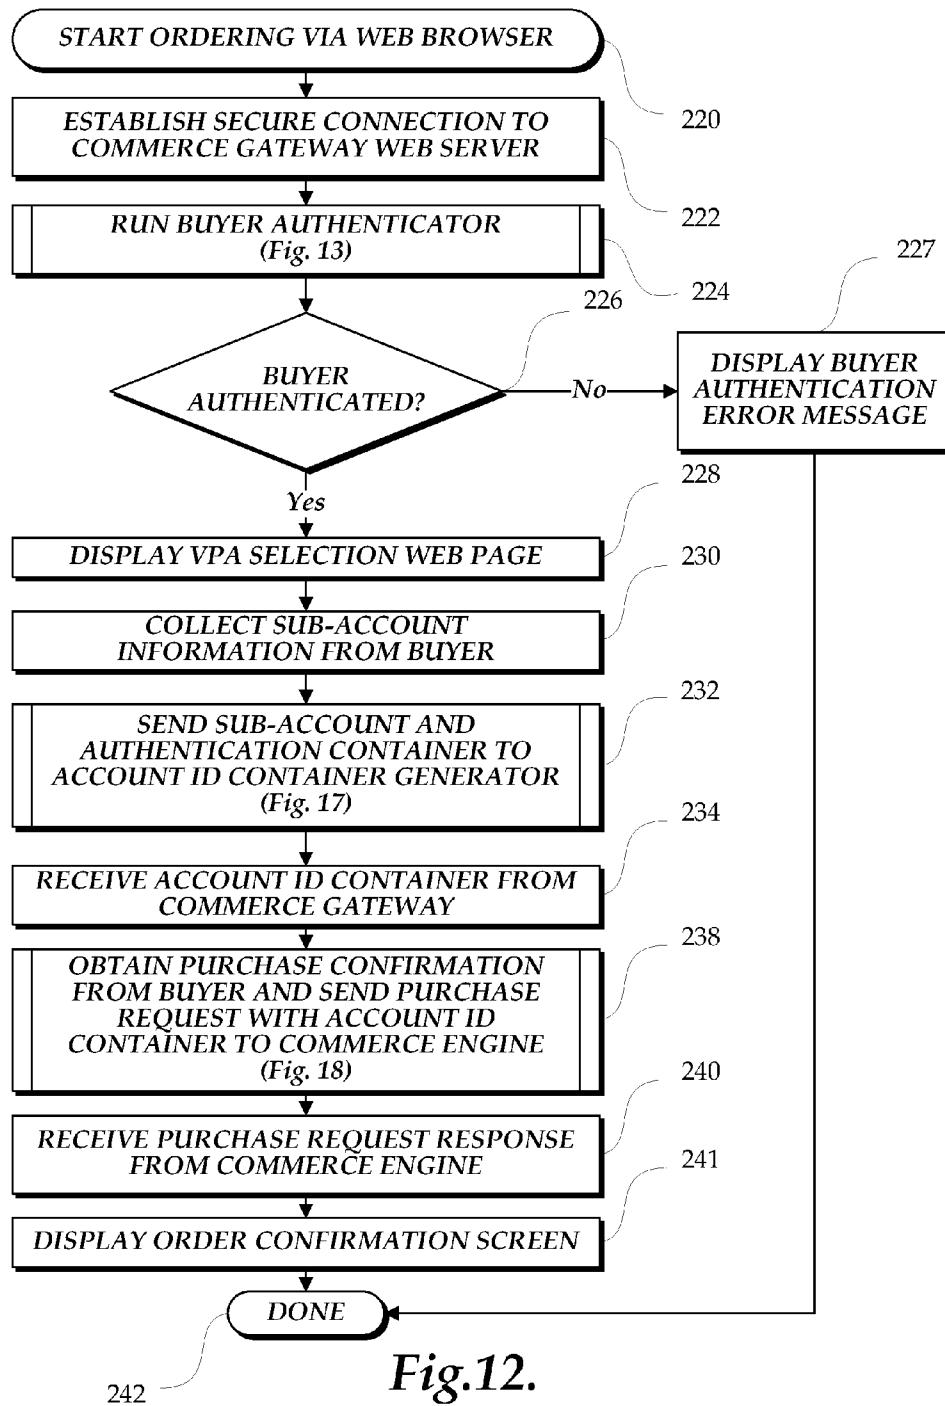 START ORDERING VIA WEB BROWSER
220
ESTABLISH SECURE CONNECTION TO
COMMERCE GATEWAY WEB SERVER
222
RUN BUYER AUTHENTICATOR
(Fig. 13)
224
226
227
BUYER
AUTHENTICATED?
No
DISPLAY BUYER
AUTHENTICATION
ERROR MESSAGE
Yes
228
DISPLAY VPA SELECTION WEB PAGE
230
COLLECT SUB-ACCOUNT
INFORMATION FROM BUYER
232
SEND SUB-ACCOUNT AND
AUTHENTICATION CONTAINER TO
ACCOUNT ID CONTAINER GENERATOR
(Fig. 17)
234
RECEIVE ACCOUNT ID CONTAINER FROM
COMMERCE GATEWAY
238
OBTAIN PURCHASE CONFIRMATION
FROM BUYER AND SEND PURCHASE
REQUEST WITH ACCOUNT ID
CONTAINER TO COMMERCE ENGINE
(Fig. 18)
240
RECEIVE PURCHASE REQUEST RESPONSE
FROM COMMERCE ENGINE
241
DISPLAY ORDER CONFIRMATION SCREEN
DONE
242
Fig.12.